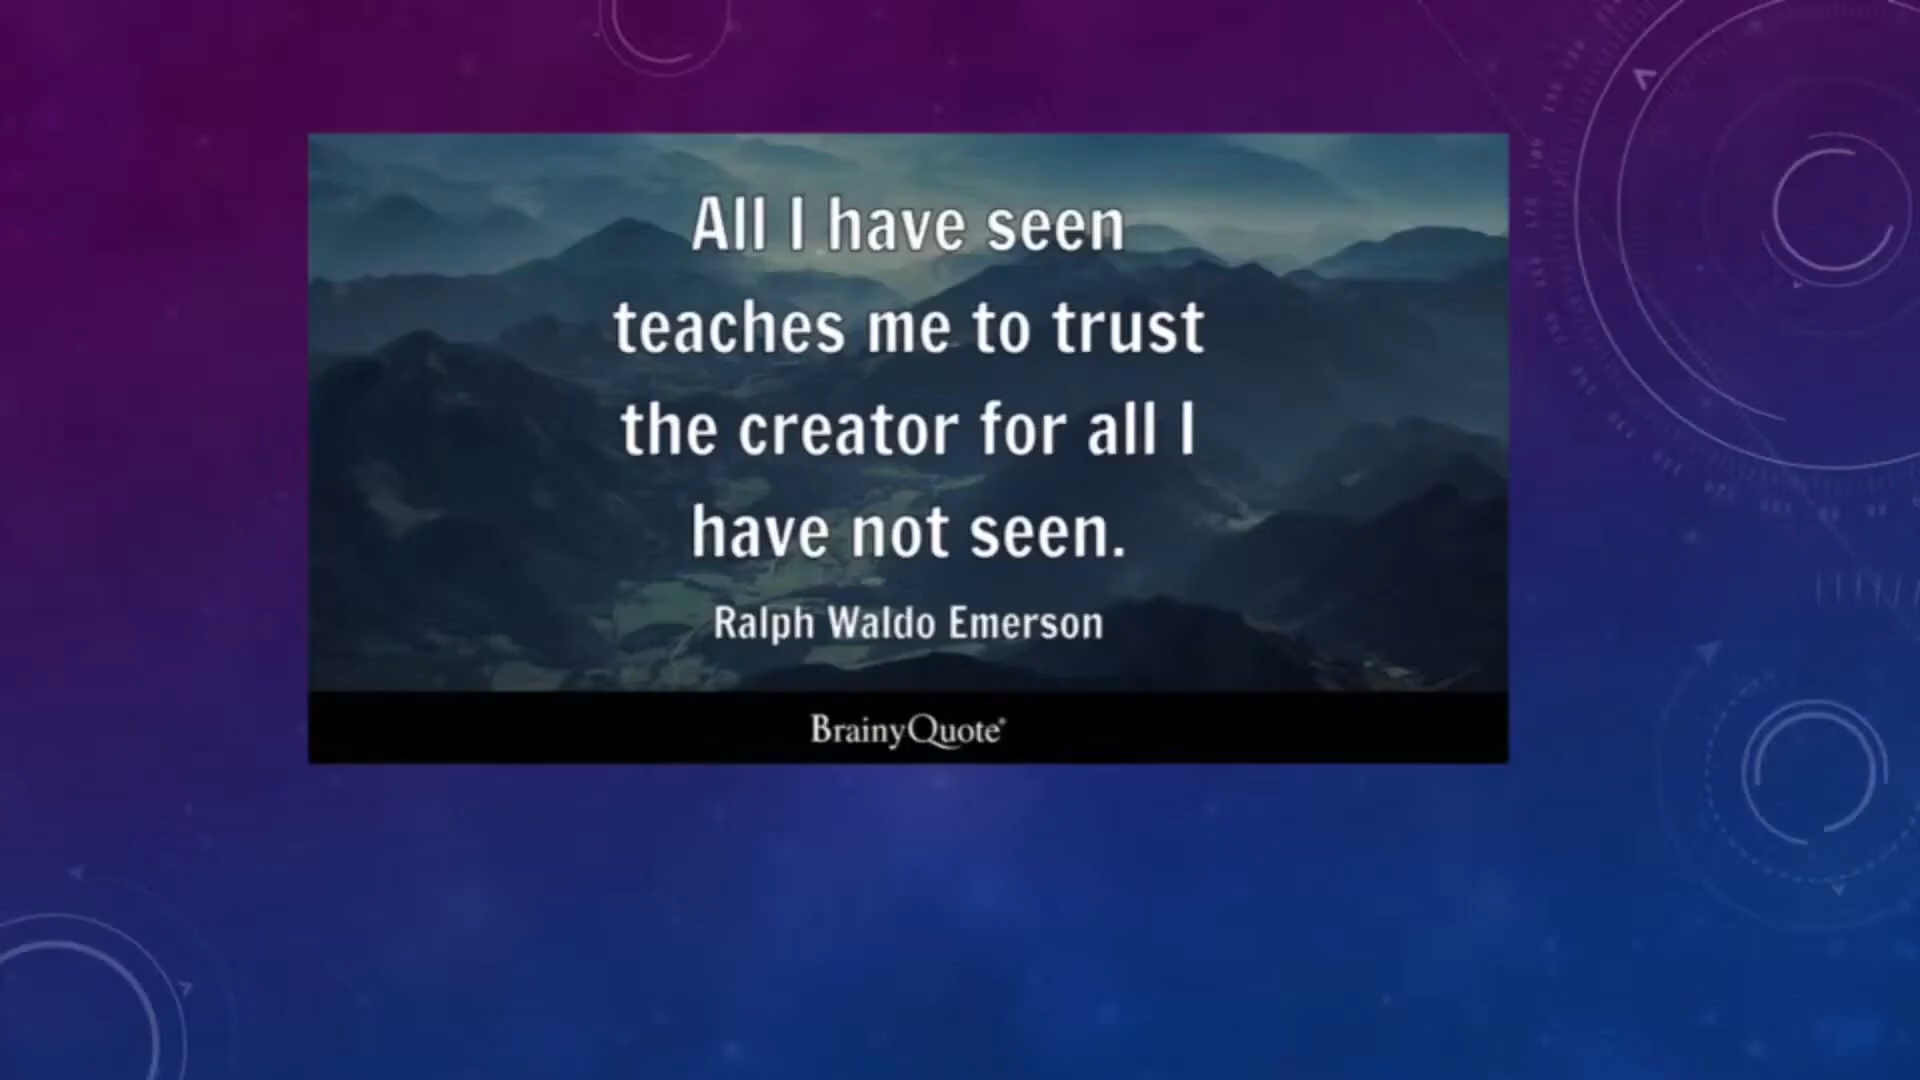 All I have seen
teaches me to trust
the creator for all I
have not seen.
Ralph Waldo Emerson
BrainyQuote®